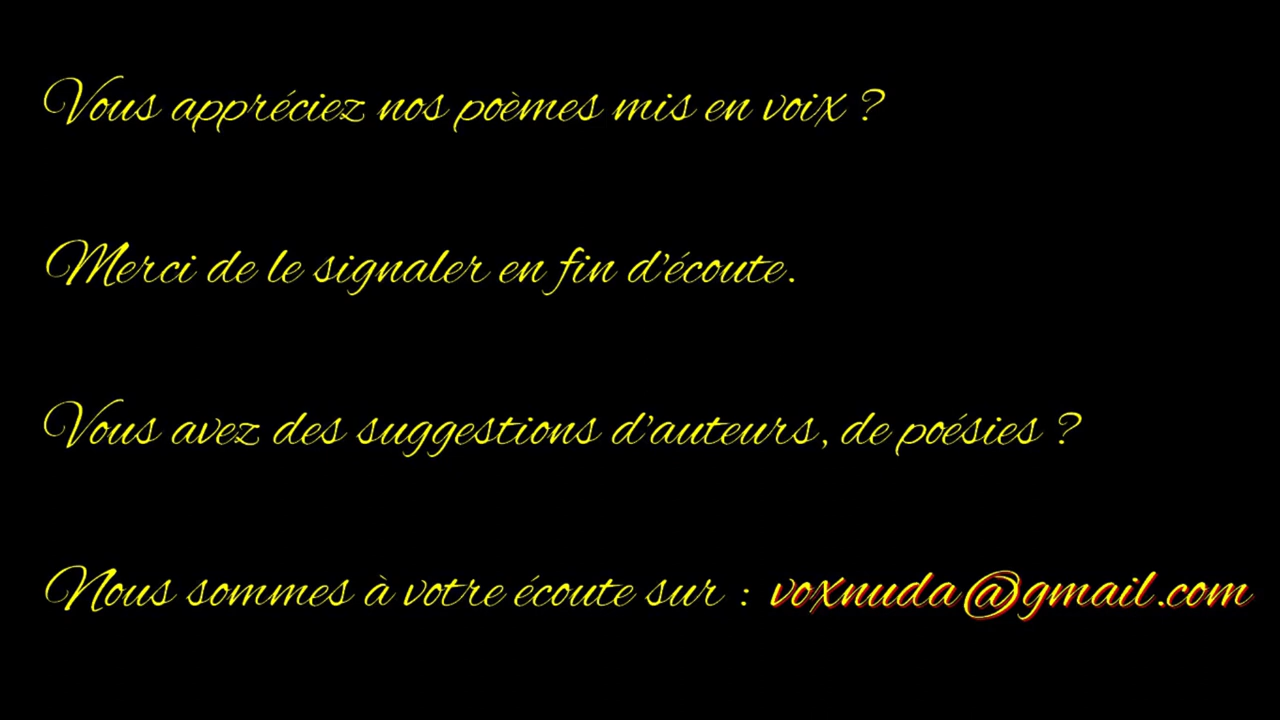 Vous appréciez nos poèmes mis en voix ?
Merci de le signaler en fin d'écoute.
Vous avez des suggestions d'auteurs, de poésies ?
Nous sommes à votre écoute sur : voxnuda@gmail.com